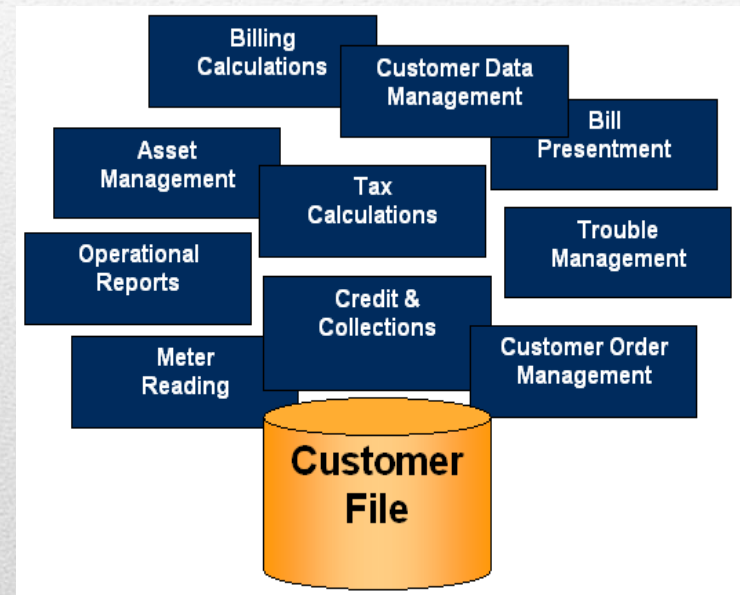 Billing
Calculations
Customer Data
Management
Bill
Presentment
Asset
Management
Tax
Calculations
Trouble
Management
Operational
Reports
Credit &
Collections
Customer Order
Management
Meter
Reading
Customer
File